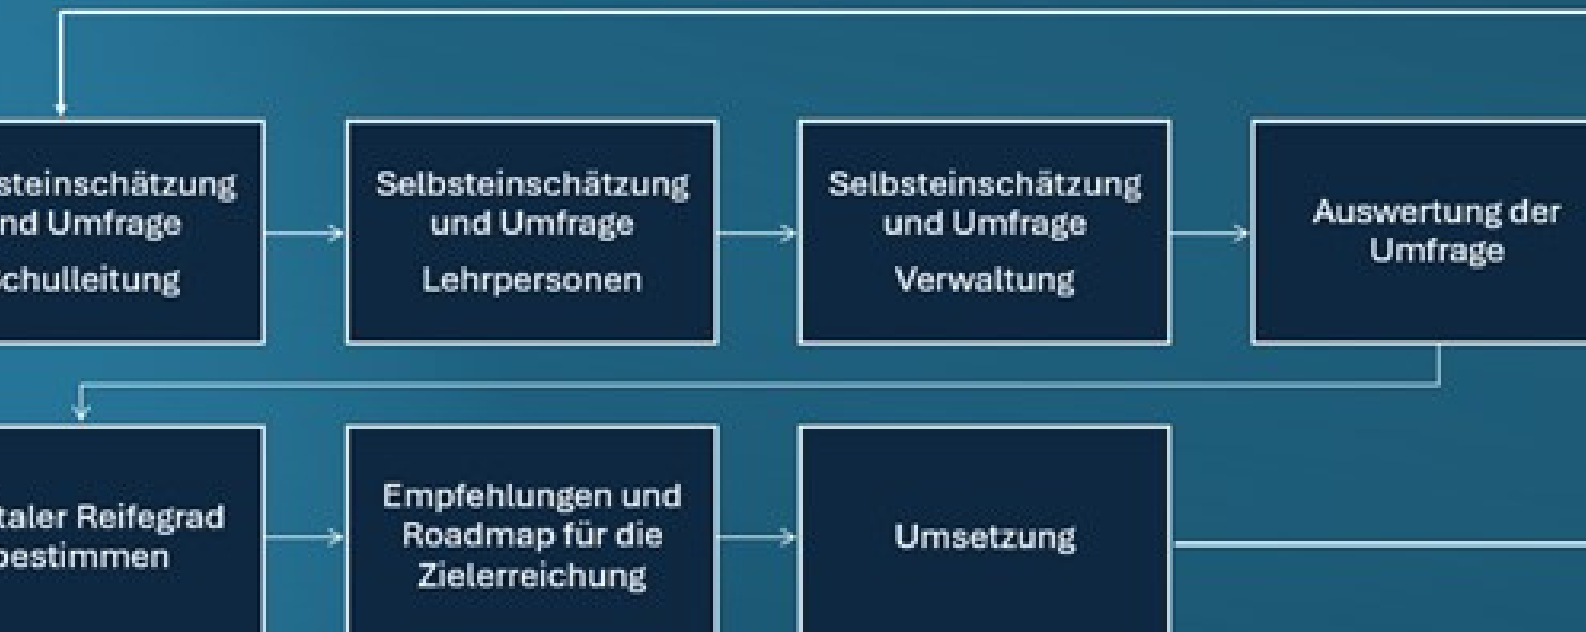 steinschätzung
nd Umfrage
chulleitung
Selbsteinschätzung
und Umfrage
Lehrpersonen
Selbsteinschätzung
und Umfrage
Verwaltung
Auswertung der
Umfrage
taler Reifegrad
bestimmen
Empfehlungen und
Roadmap für die
Zielerreichung
Umsetzung